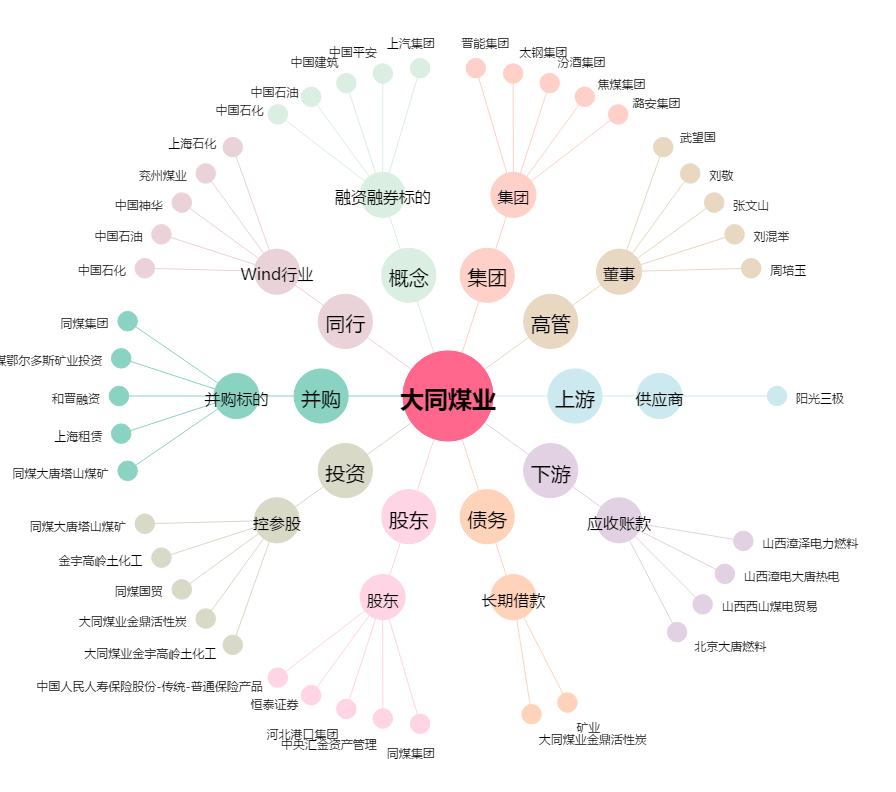 上汽集团
晋能集团
中国平安
太钢集团
中国建筑
汾酒集团
中国石油
焦煤集团
中国石化
潞安集团
上海石化
武望国
兖州煤业
刘敬
融资融券标的
集团
中国神华
张文山
中国石油
刘混举
中国石化
周培玉
Wind行业
董事
概念
集团
同行
高管
同煤集团
煤鄂尔多斯矿业投资
和晋融资
并购标的
并购
大同煤业
上游
供应商
阳光三极
上海租赁
同煤大唐塔山煤矿
投资
下游
股东
债务
控参股
应收账款
同煤大唐塔山煤矿
金宇高岭土化工
同煤国贸
大同煤业金鼎活性炭
大同煤业金宇高岭土化工
山西漳泽电力燃料
山西漳电大唐热电
山西西山煤电贸易
北京大唐燃料
股东
长期借款
中国人民人寿保险股份-传统-普通保险产品
恒泰证券
河北港口集团
中央汇金资产管理
同煤集团
矿业
大同煤业金鼎活性炭